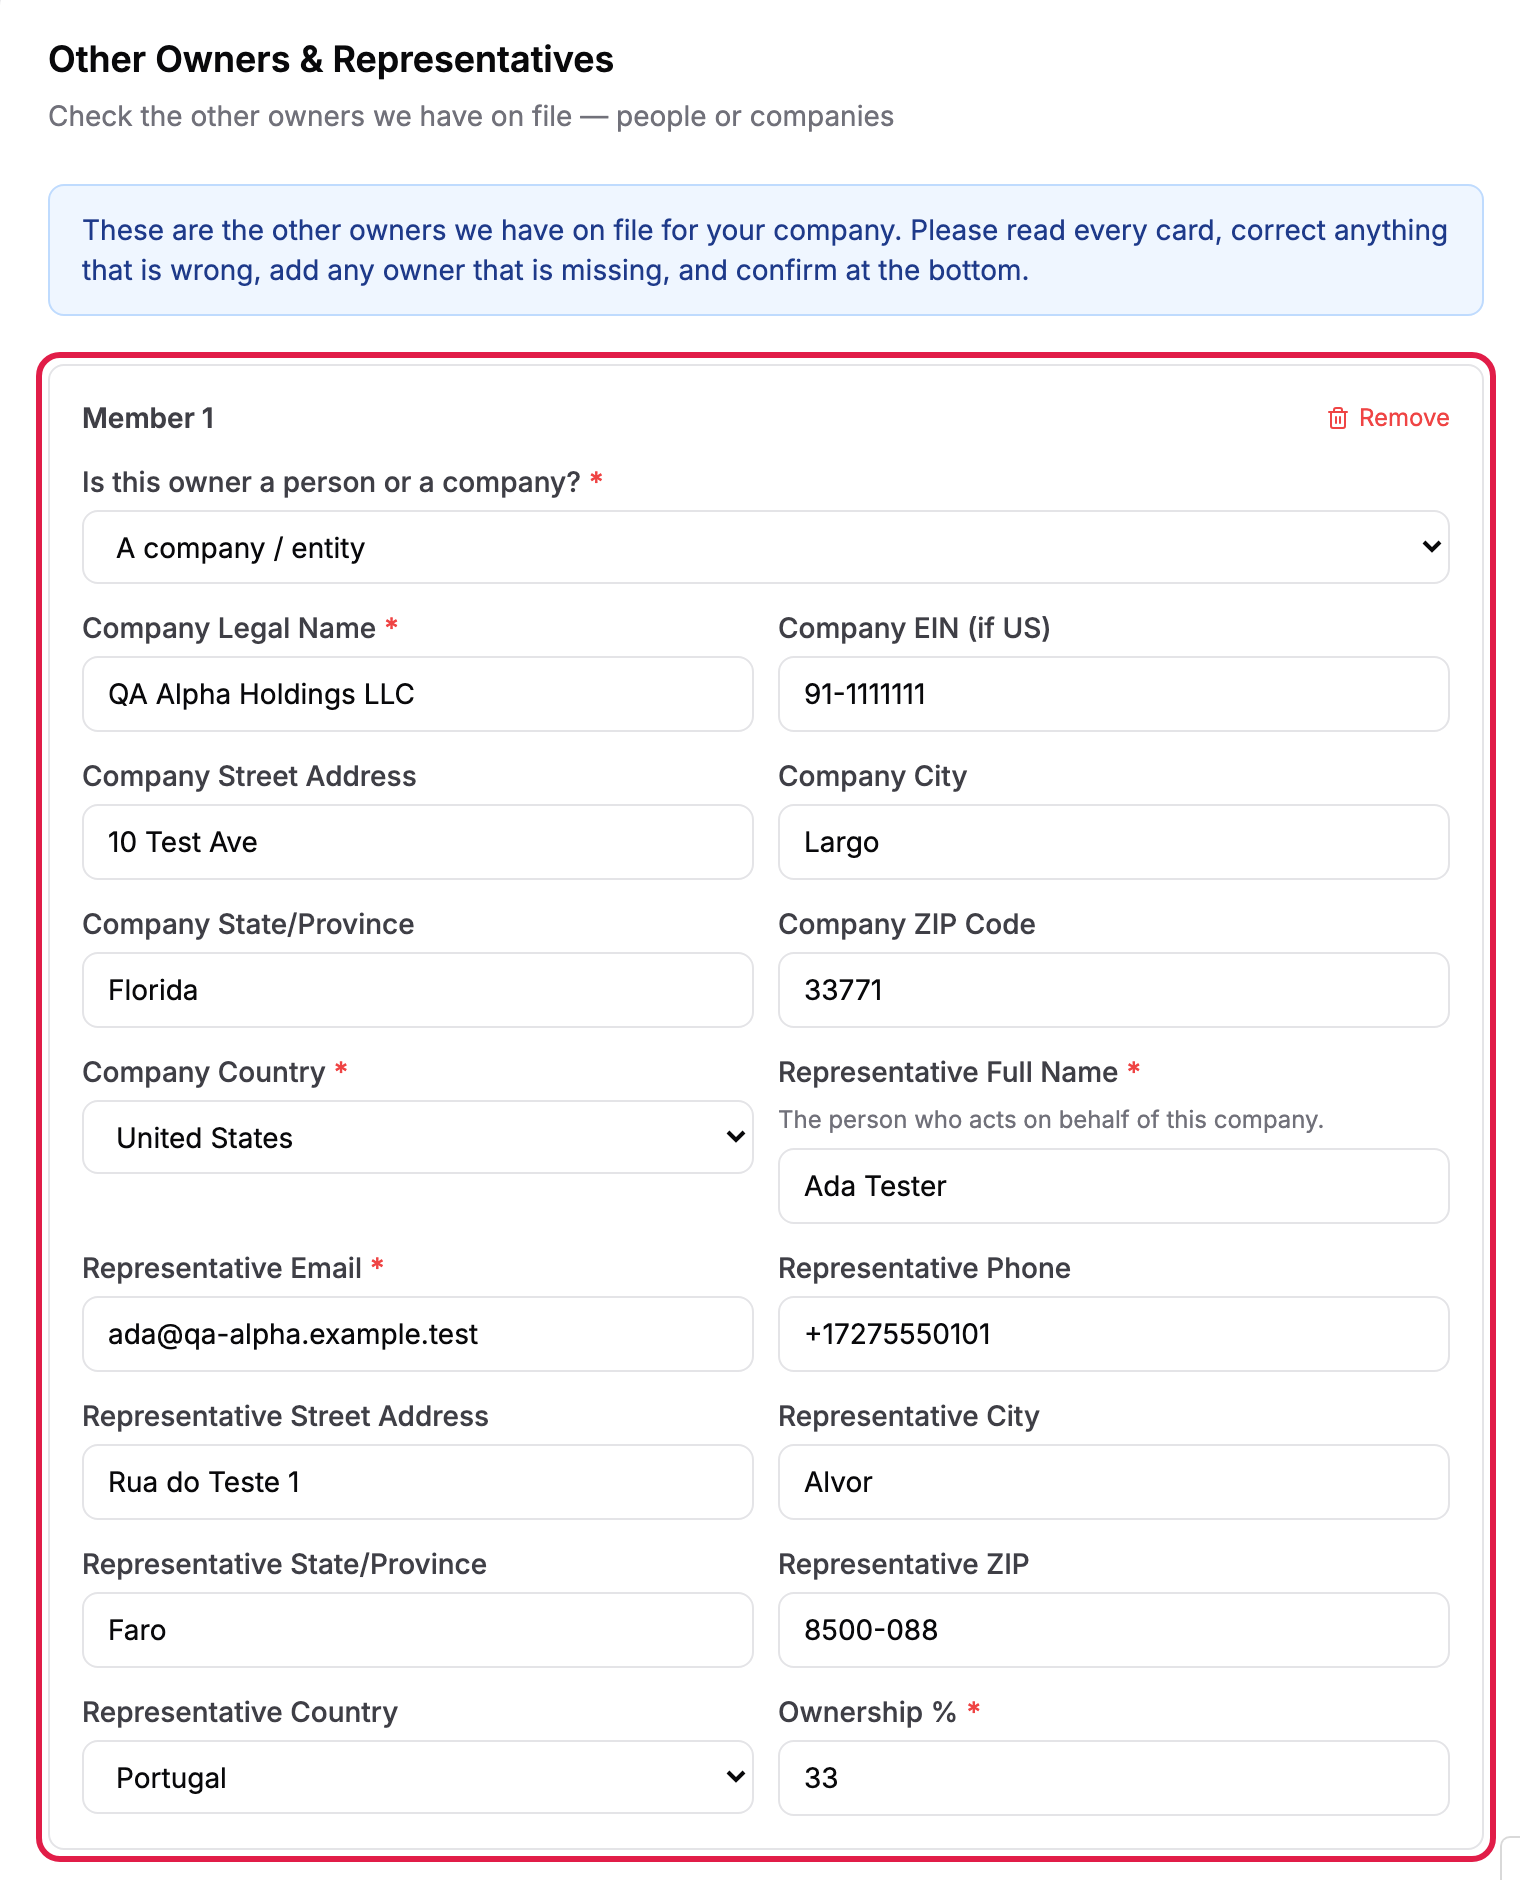 Other Owners & Representatives
Check the other owners we have on file — people or companies
These are the other owners we have on file for your company. Please read every card, correct anything
that is wrong, add any owner that is missing, and confirm at the bottom.
Member 1
Remove
Is this owner a person or a company? *
A company / entity
Company Legal Name *
Company EIN (if US)
QA Alpha Holdings LLC
91-1111111
Company Street Address
Company City
10 Test Ave
Largo
Company State/Province
Company ZIP Code
Florida
33771
Company Country *
Representative Full Name *
The person who acts on behalf of this company.
United States
Ada Tester
Representative Email *
Representative Phone
ada@qa-alpha.example.test
+17275550101
Representative Street Address
Representative City
Rua do Teste 1
Alvor
Representative State/Province
Representative ZIP
Faro
8500-088
Representative Country
Ownership % *
Portugal
33